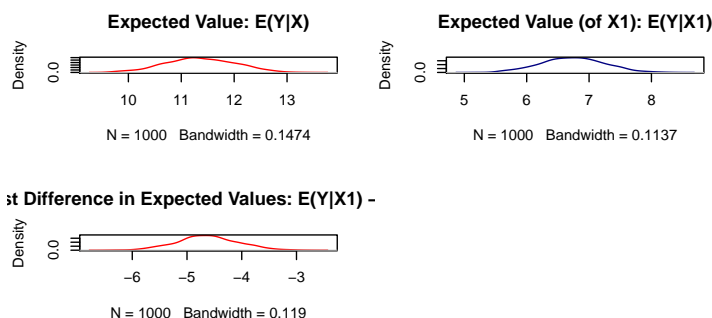 Expected Value: E(Y|X)
Density
0.0
10 11 12 13
N = 1000 Bandwidth = 0.1474
Expected Value (of X1): E(Y|X1)
Density
0.0
5 6 7 8
N = 1000 Bandwidth = 0.1137
st Difference in Expected Values: E(Y|X1) −
Density
0.0
−6 −5 −4 −3
N = 1000 Bandwidth = 0.119